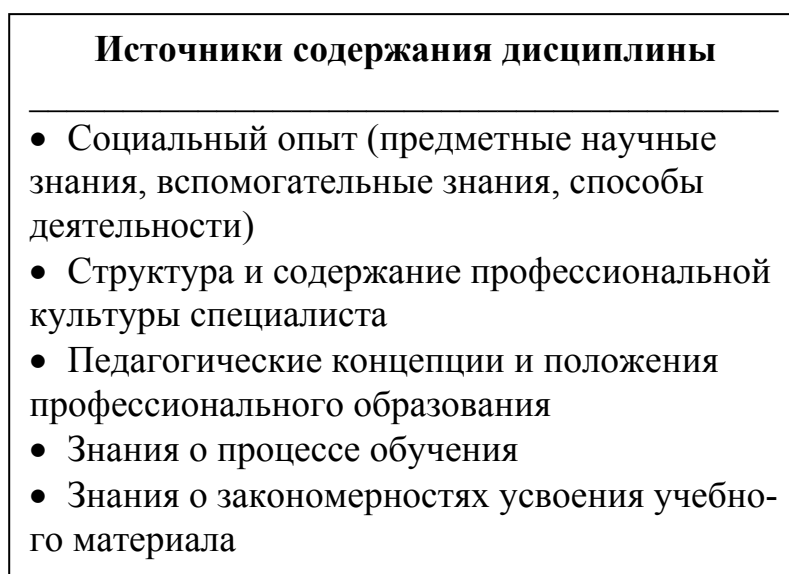 Источники содержания дисциплины
• Социальный опыт (предметные научные
знания, вспомогательные знания, способы
деятельности)
• Структура и содержание профессиональной
культуры специалиста
• Педагогические концепции и положения
профессионального образования
• Знания о процессе обучения
• Знания о закономерностях усвоения учебно-
го материала